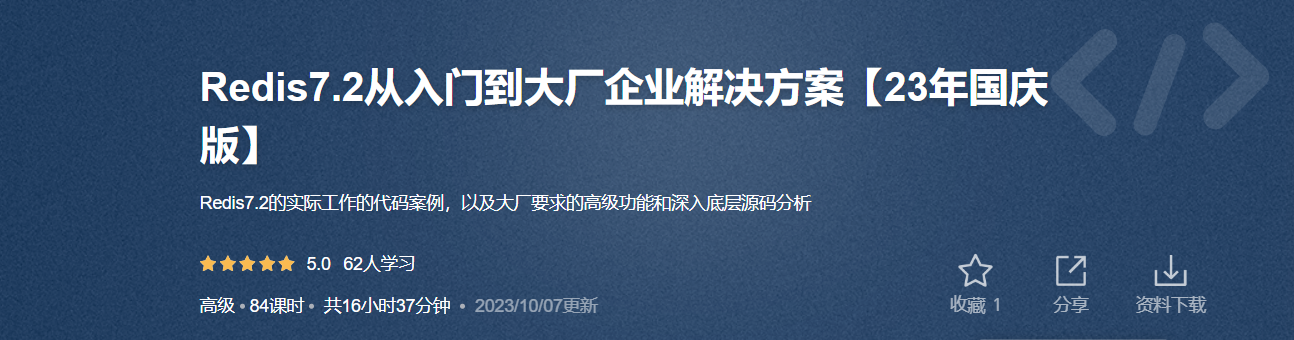 Redis7.2从入门到大厂企业解决方案【23年国庆
版】
Redis7.2的实际工作的代码案例，以及大厂要求的高级功能和深入底层源码分析
5.0 62人学习
高级 • 84课时 • 共16小时37分钟 • 2023/10/07更新
收藏 1 分享 资料下载